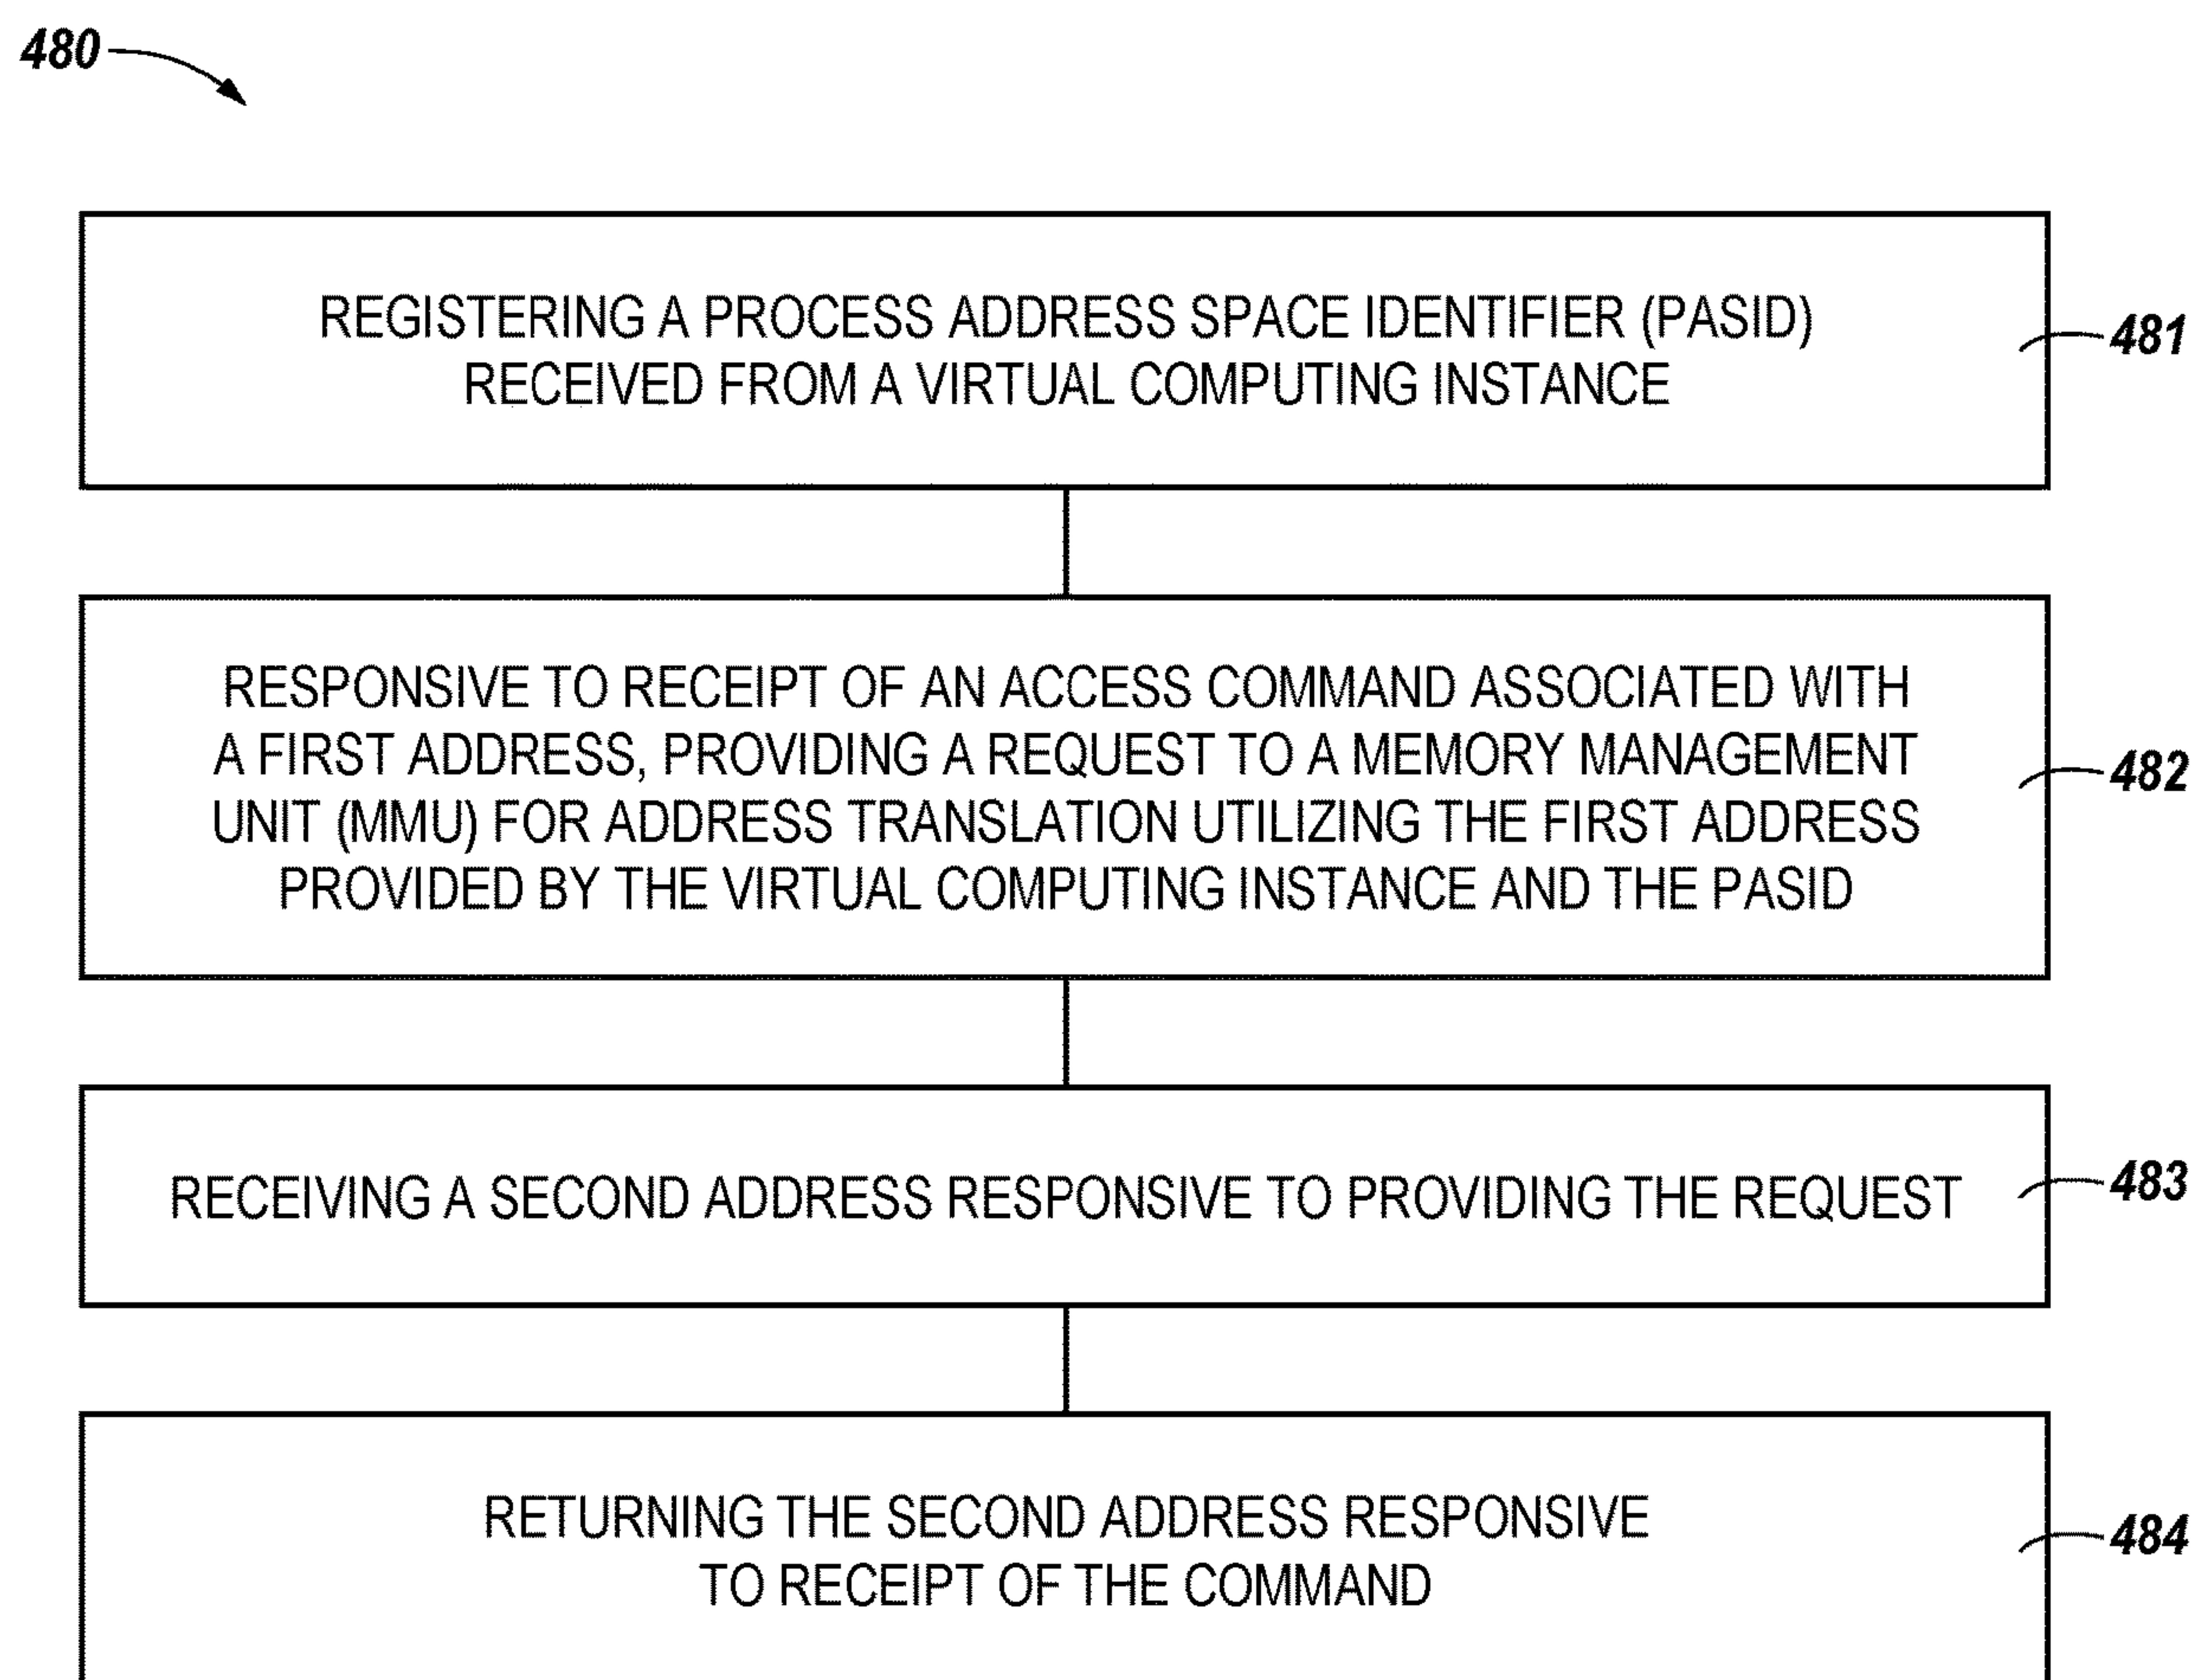 480
REGISTERING A PROCESS ADDRESS SPACE IDENTIFIER (PASID)
RECEIVED FROM A VIRTUAL COMPUTING INSTANCE
481
RESPONSIVE TO RECEIPT OF AN ACCESS COMMAND ASSOCIATED WITH
A FIRST ADDRESS, PROVIDING A REQUEST TO A MEMORY MANAGEMENT
UNIT (MMU) FOR ADDRESS TRANSLATION UTILIZING THE FIRST ADDRESS
PROVIDED BY THE VIRTUAL COMPUTING INSTANCE AND THE PASID
482
RECEIVING A SECOND ADDRESS RESPONSIVE TO PROVIDING THE REQUEST
483
RETURNING THE SECOND ADDRESS RESPONSIVE
TO RECEIPT OF THE COMMAND
484